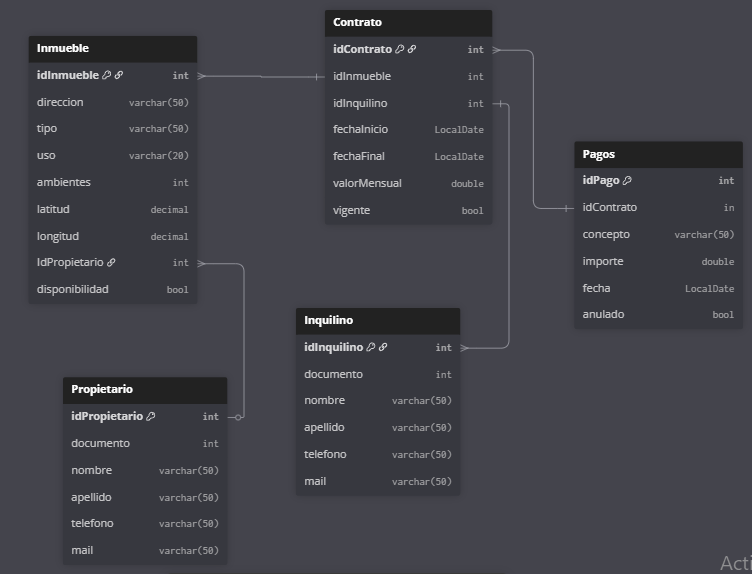 Inmueble
idInmueble int
direccion varchar(50)
tipo varchar(50)
uso varchar(20)
ambientes int
latitud decimal
longitud decimal
IdPropietario int
disponibilidad bool
Contrato
idContrato int
idInmueble int
idInquilino int
fechaInicio LocalDate
fechaFinal LocalDate
valorMensual double
vigente bool
Pagos
idPago int
idContrato in
concepto varchar(50)
importe double
fecha LocalDate
anulado bool
Inquilino
idInquilino int
documento int
nombre varchar(50)
apellido varchar(50)
telefono varchar(50)
mail varchar(50)
Propietario
idPropietario int
documento int
nombre varchar(50)
apellido varchar(50)
telefono varchar(50)
mail varchar(50)
Acti